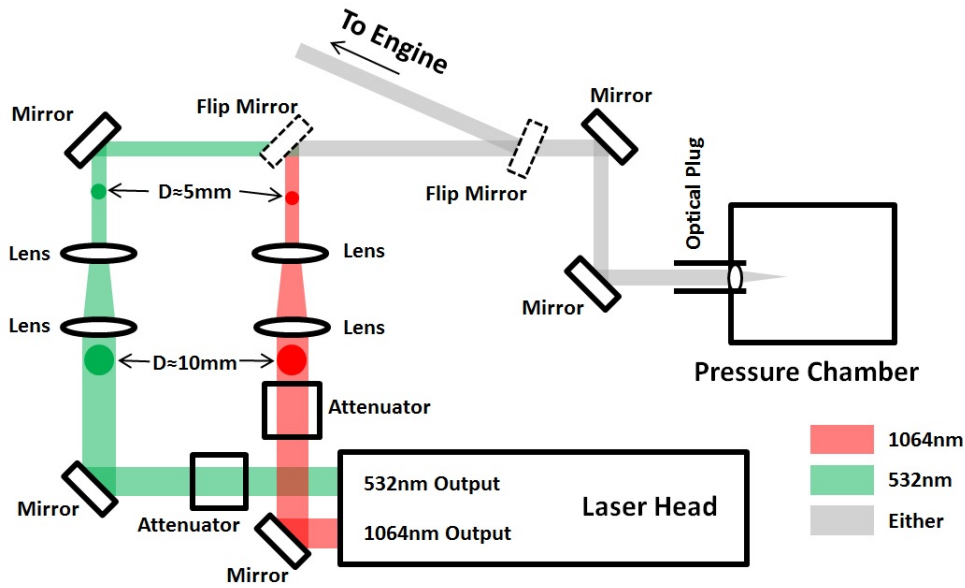 To Engine
Mirror
Flip Mirror
Mirror
Flip Mirror
Optical Plug
D≈5mm
Lens
Lens
Mirror
Lens
Lens
D≈10mm
Pressure Chamber
Attenuator
1064nm
532nm Output
532nm
Mirror
Laser Head
Attenuator
1064nm Output
Either
Mirror